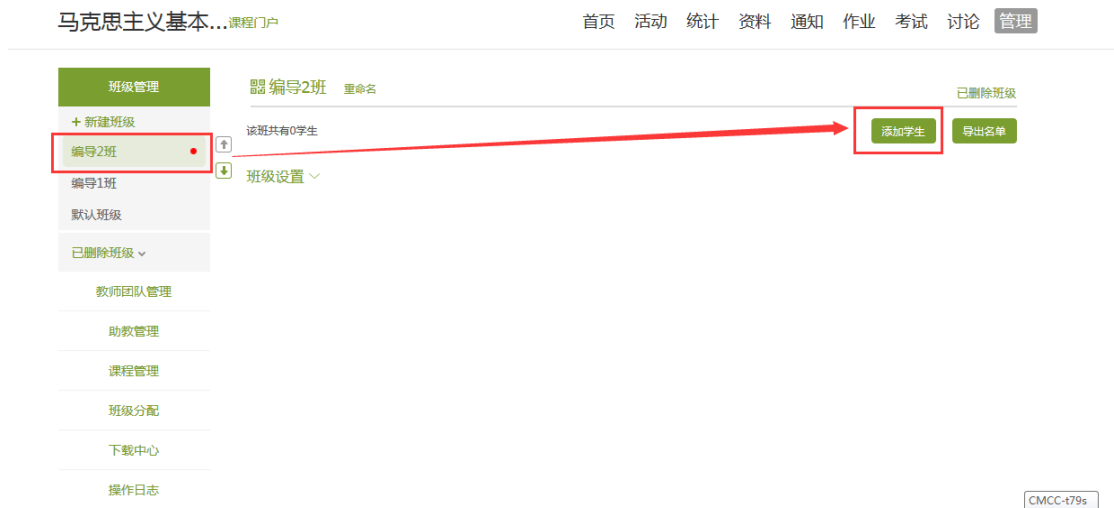 马克思主义基本...课程门户 首页 活动 统计 资料 通知 作业 考试 讨论 管理
班级管理
+ 新建班级
编导2班
编导1班
默认班级
已删除班级
教师团队管理
助教管理
课程管理
班级分配
下载中心
操作日志
编导2班 重命名
已删除班级
该班共有0学生
添加学生 导出名单
班级设置
CMCC-t79s